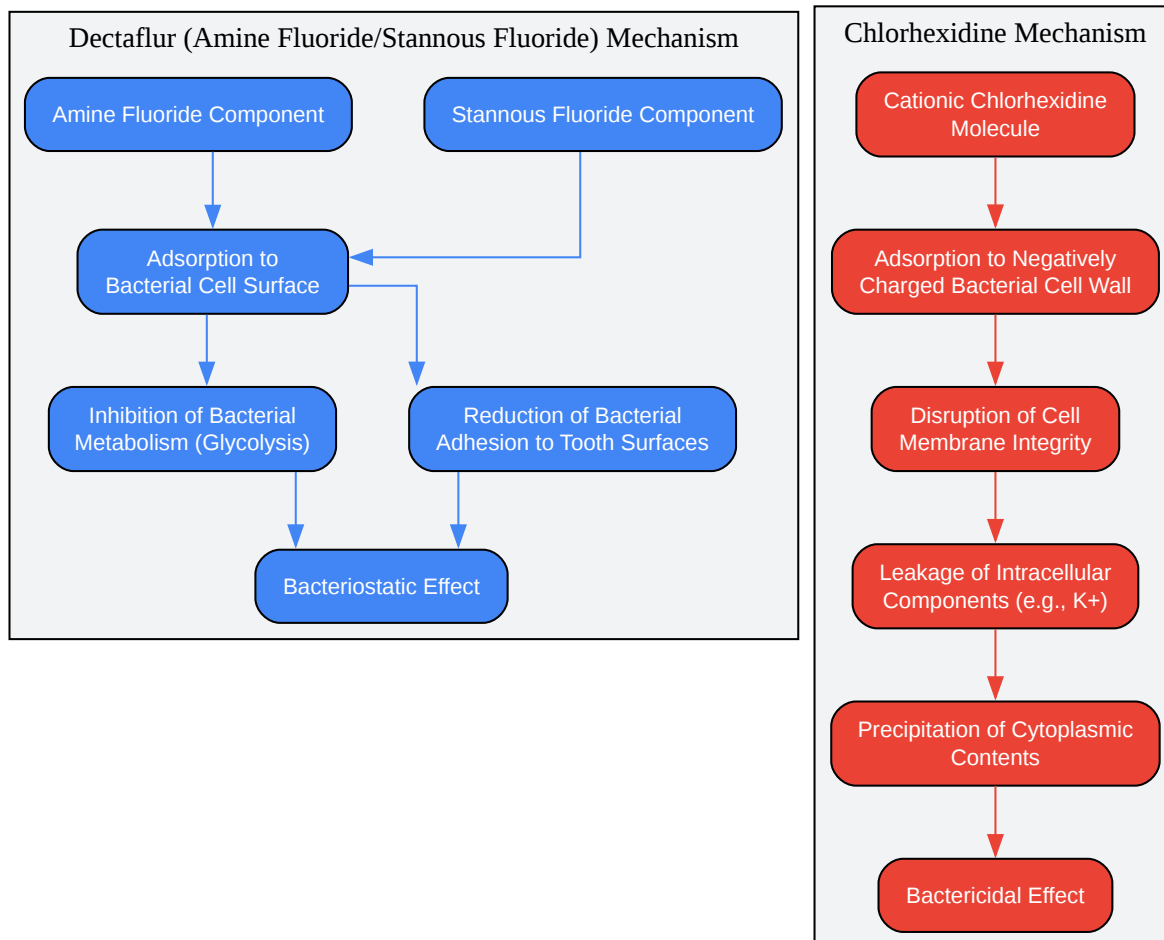 Dectaflur (Amine Fluoride/Stannous Fluoride) Mechanism
Amine Fluoride Component
Stannous Fluoride Component
Adsorption to
Bacterial Cell Surface
Inhibition of Bacterial
Metabolism (Glycolysis)
Reduction of Bacterial
Adhesion to Tooth Surfaces
Bacteriostatic Effect
Chlorhexidine Mechanism
Cationic Chlorhexidine
Molecule
Adsorption to Negatively
Charged Bacterial Cell Wall
Disruption of Cell
Membrane Integrity
Leakage of Intracellular
Components (e.g., K+)
Precipitation of Cytoplasmic
Contents
Bactericidal Effect